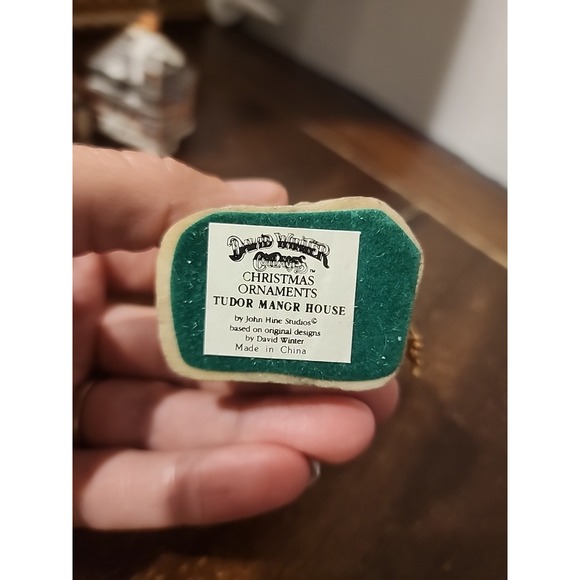 DAVID WINTER
COTTAGES™
CHRISTMAS
ORNAMENTS
TUDOR MANGR HOUSE
by John Hine Studios©
based on original designs
by David Winter
Made in China